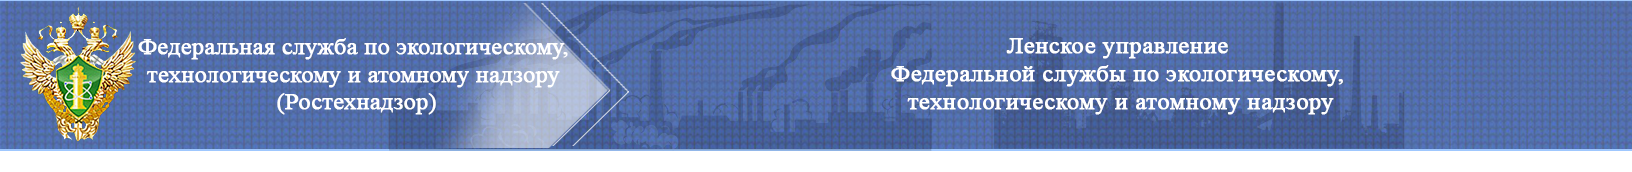 Федеральная служба по экологическому,
технологическому и атомному надзору
(Ростехнадзор)
Ленское управление
Федеральной службы по экологическому,
технологическому и атомному надзору